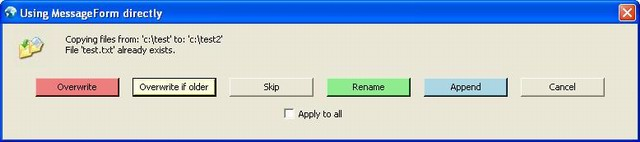 Using MessageForm directly
Copying files from: 'c:\test' to: 'c:\test2'
File 'test.txt' already exists.
Overwrite Overwrite if older Skip Rename Append Cancel
Apply to all